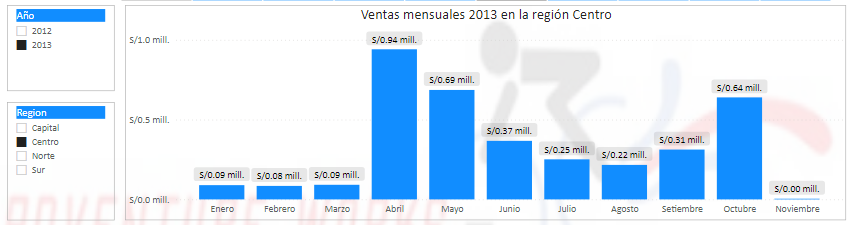 Año
2012
2013
Region
Capital
Centro
Norte
Sur
Ventas mensuales 2013 en la región Centro
S/1.0 mill.
S/0.5 mill.
S/0.0 mill.
S/0.09 mill.
S/0.08 mill.
S/0.09 mill.
S/0.94 mill.
S/0.69 mill.
S/0.37 mill.
S/0.25 mill.
S/0.22 mill.
S/0.31 mill.
S/0.64 mill.
S/0.00 mill.
Enero Febrero Marzo Abril Mayo Junio Julio Agosto Setiembre Octubre Noviembre
ADVENTURE WORKS